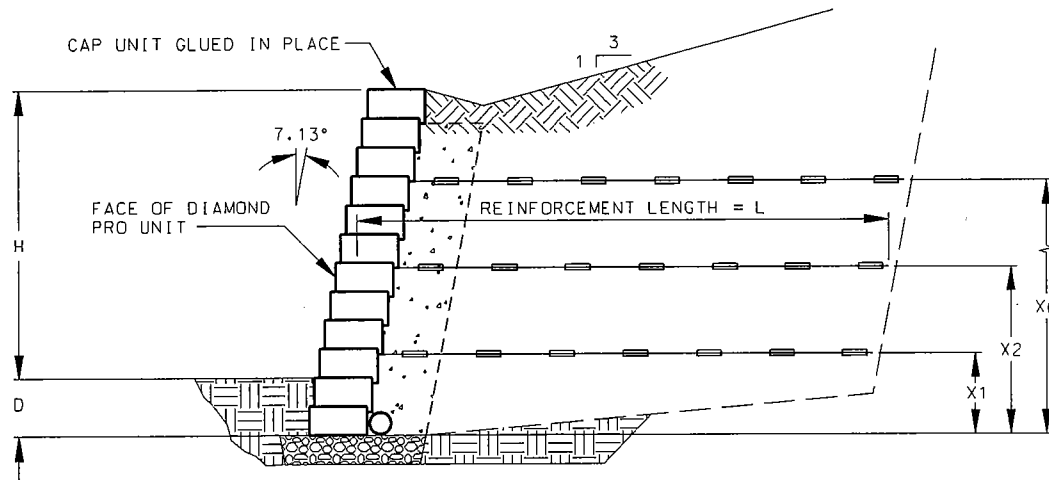 CAP UNIT GLUED IN PLACE
3
1
7.13°
FACE OF DIAMOND
PRO UNIT
REINFORCEMENT LENGTH = L
H
D
X1
X2